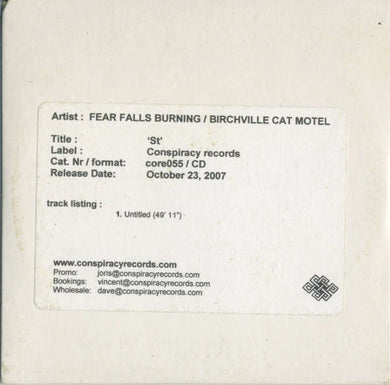 Artist : FEAR FALLS BURNING / BIRCHVILLE CAT MOTEL
Title : 'St'
Label : Conspiracy records
Cat. Nr / format: core055 / CD
Release Date: October 23, 2007
track listing :
1. Untitled (49' 11")
www.conspiracyrecords.com
Promo: joris@conspiracyrecords.com
Bookings: vincent@conspiracyrecords.com
Wholesale: dave@conspiracyrecords.com